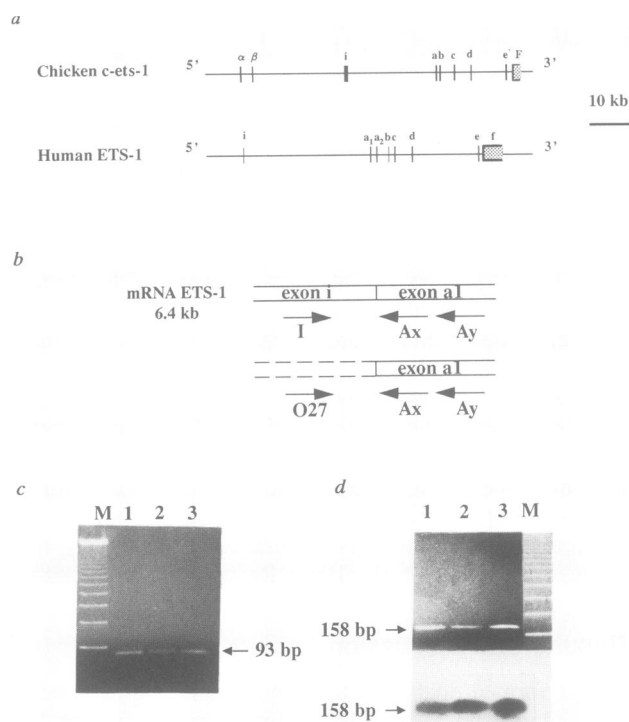 a
α β i ab c d e' F
Chicken c-ets-1 5' 3'
10 kb
i a1 a2 b c d e f
Human ETS-1 5' 3'
b
mRNA ETS-1 exon i exon a1
6.4 kb
I Ax Ay
exon a1
O27 Ax Ay
c d
M 1 2 3 1 2 3 M
158 bp
93 bp
158 bp